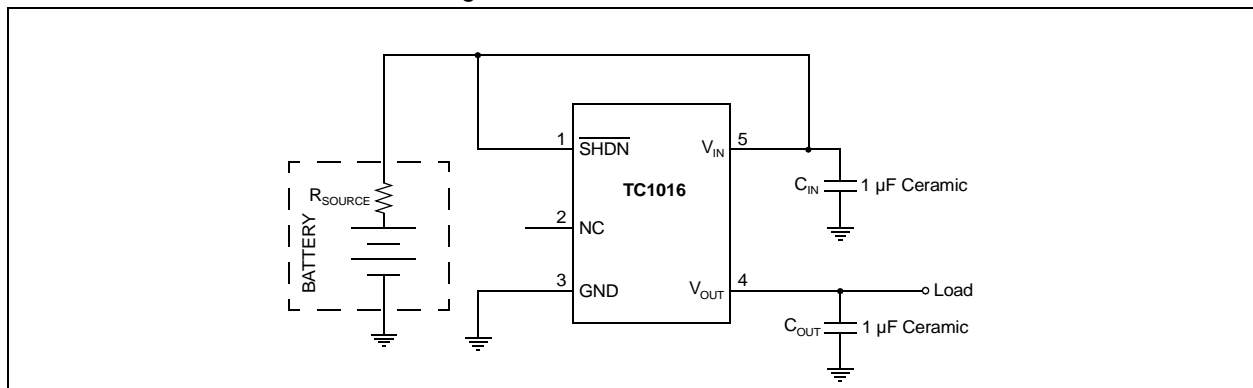 1
SHDN
V_IN
5
C_IN
1 µF Ceramic
TC1016
R_SOURCE
BATTERY
2
NC
3
GND
V_OUT
4
Load
C_OUT
1 µF Ceramic